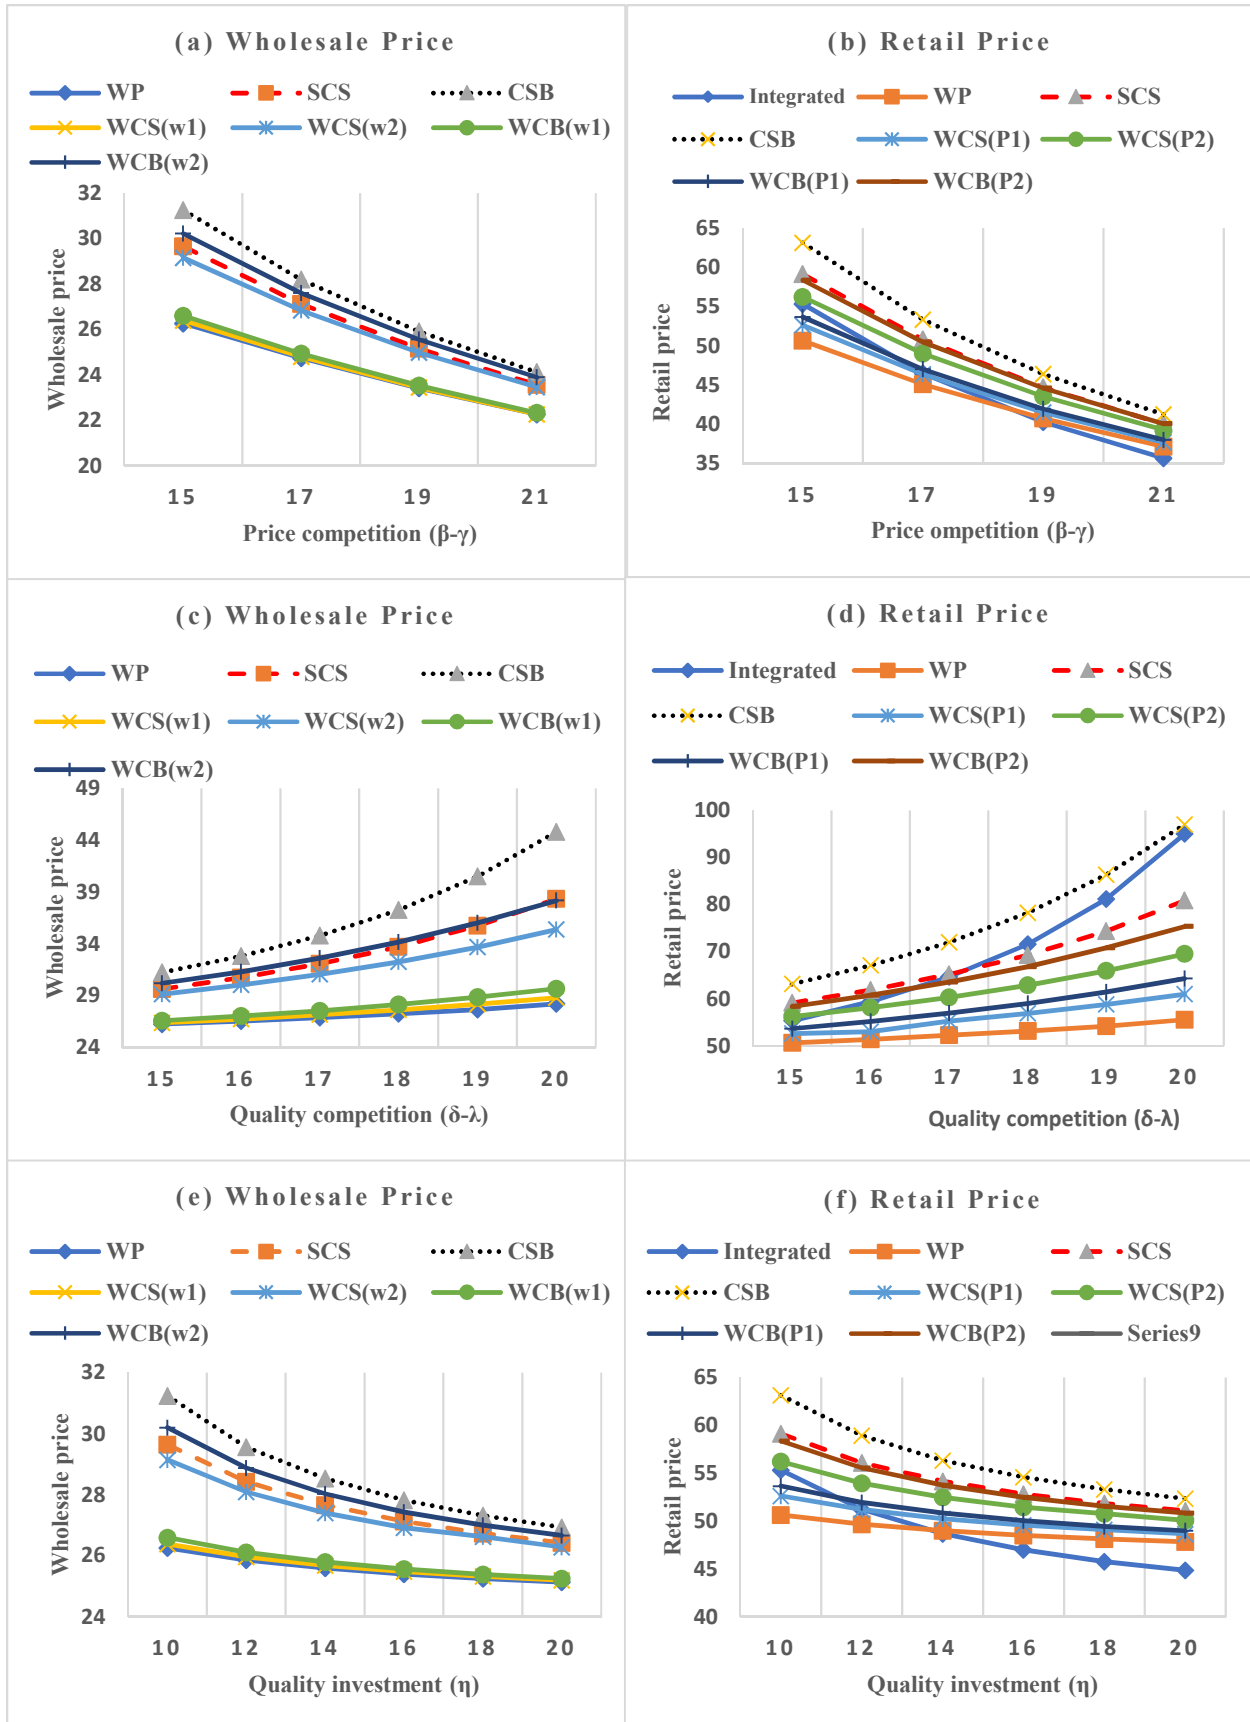 (a) Wholesale Price
WP SCS CSB
WCS(w1) WCS(w2) WCB(w1)
WCB(w2)
32
30
28
26
24
22
20
Wholesale price
15 17 19 21
Price competition (β-γ)
(b) Retail Price
Integrated WP SCS
CSB WCS(P1) WCS(P2)
WCB(P1) WCB(P2)
65
60
55
50
45
40
35
Retail price
15 17 19 21
Price ompetition (β-γ)
(c) Wholesale Price
WP SCS CSB
WCS(w1) WCS(w2) WCB(w1)
WCB(w2)
49
44
39
34
29
24
Wholesale price
15 16 17 18 19 20
Quality competition (δ-λ)
(d) Retail Price
Integrated WP SCS
CSB WCS(P1) WCS(P2)
WCB(P1) WCB(P2)
100
90
80
70
60
50
Retail price
15 16 17 18 19 20
Quality competition (δ-λ)
(e) Wholesale Price
WP SCS CSB
WCS(w1) WCS(w2) WCB(w1)
WCB(w2)
32
30
28
26
24
Wholesale price
10 12 14 16 18 20
Quality investment (η)
(f) Retail Price
Integrated WP SCS
CSB WCS(P1) WCS(P2)
WCB(P1) WCB(P2) Series9
65
60
55
50
45
40
Retail price
10 12 14 16 18 20
Quality investment (η)